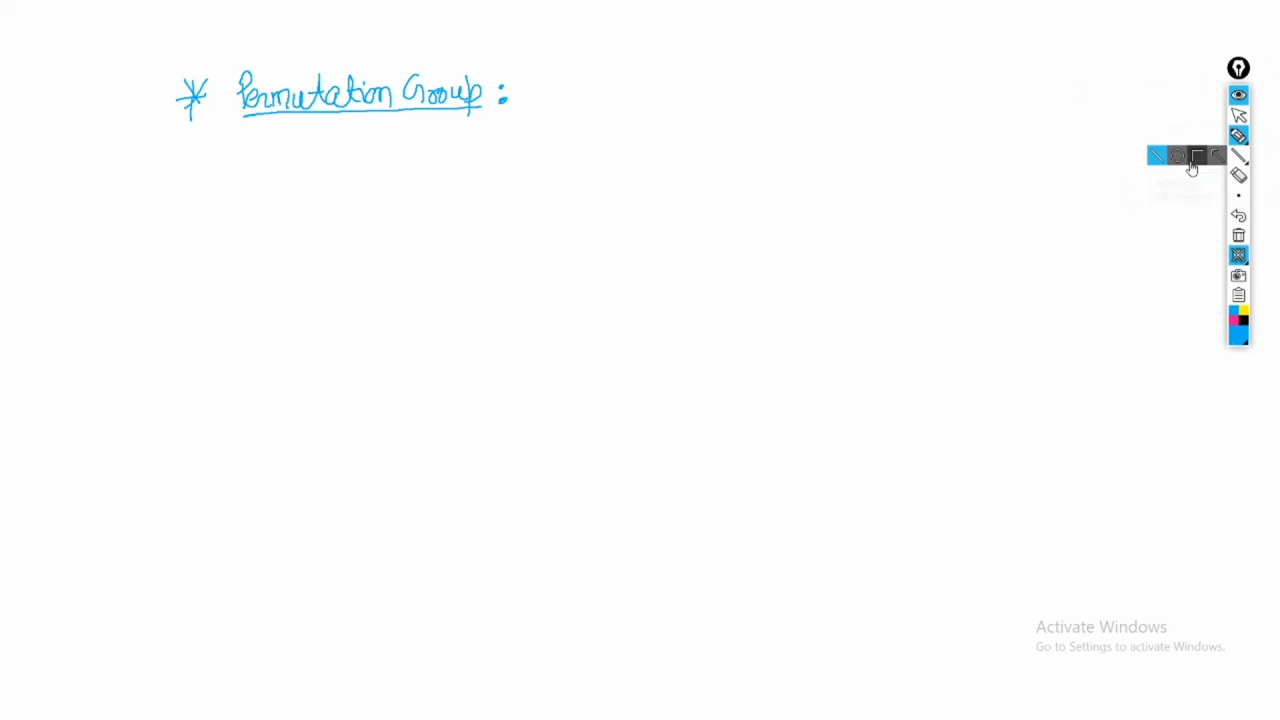 * Permutation Group :
Activate Windows
Go to Settings to activate Windows.